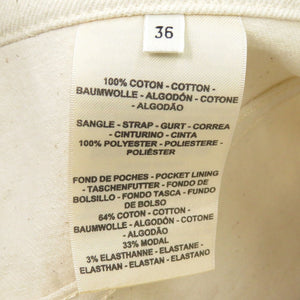 36
100% COTON - COTTON -
BAUMWOLLE - ALGODÓN - COTONE
- ALGODÃO
SANGLE - STRAP - GURT - CORREA
- CINTURINO - CINTA
100% POLYESTER - POLIESTERE -
POLIÉSTER
FOND DE POCHES - POCKET LINING
- TASCHENFUTTER - FONDO DE
BOLSILLO - FONDO TASCA - FUNDO
DE BOLSO
64% COTON - COTTON -
BAUMWOLLE - ALGODÓN - COTONE
- ALGODÃO
33% MODAL
3% ELASTHANNE - ELASTANE -
ELASTHAN - ELASTAN - ELASTANO